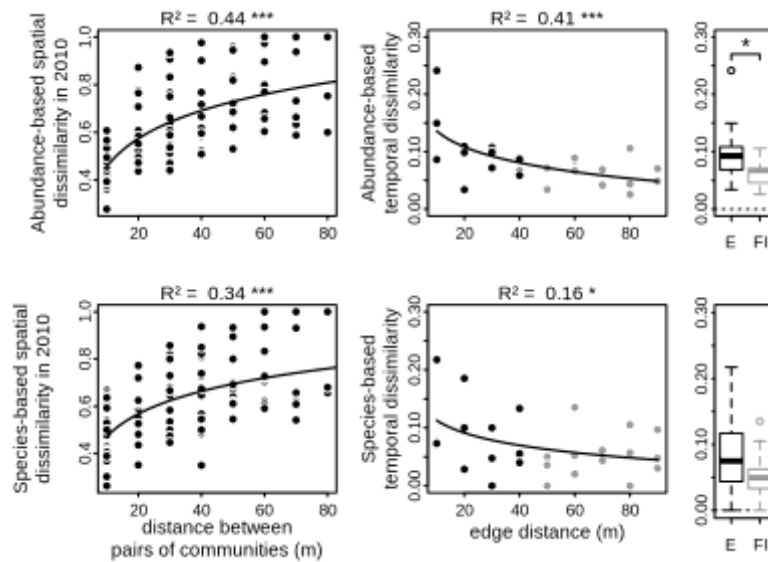 R² = 0.44 ***
Abundance-based spatial
dissimilarity in 2010
0.4
0.6
0.8
1.0
20
40
60
80
R² = 0.41 ***
Abundance-based
temporal dissimilarity
0.00
0.10
0.20
0.30
20
40
60
80
0.00
0.10
0.20
0.30
*
E
FI
R² = 0.34 ***
Species-based spatial
dissimilarity in 2010
0.4
0.6
0.8
1.0
20
40
60
80
distance between
pairs of communities (m)
R² = 0.16 *
Species-based
temporal dissimilarity
0.00
0.10
0.20
0.30
20
40
60
80
edge distance (m)
0.00
0.10
0.20
0.30
E
FI